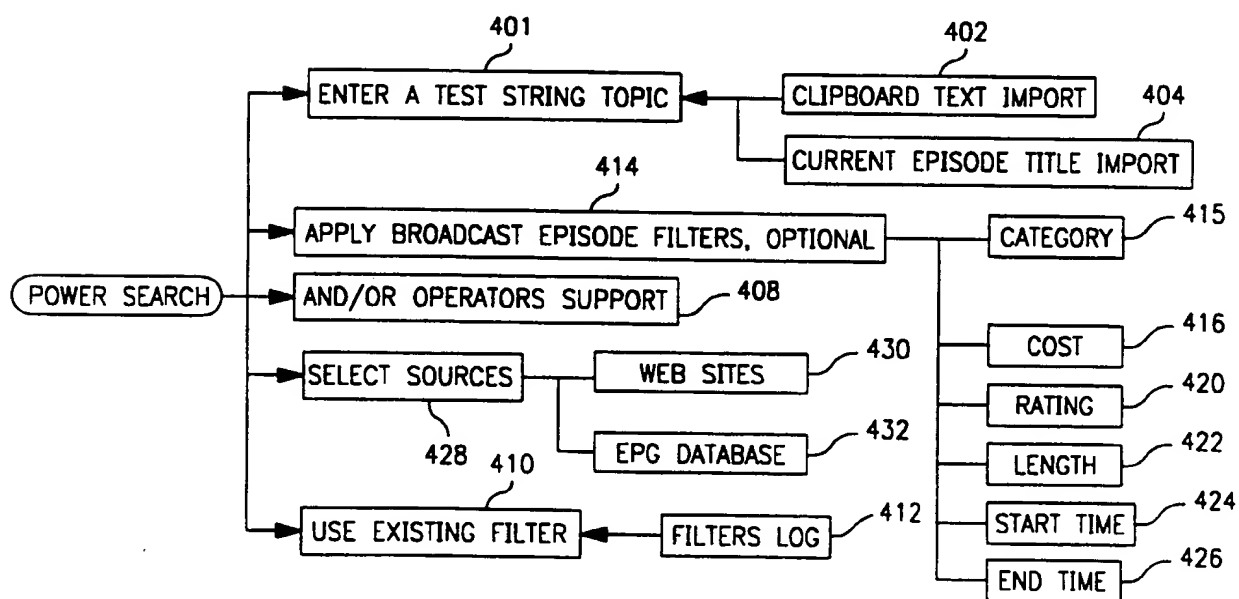 401
402
ENTER A TEST STRING TOPIC
CLIPBOARD TEXT IMPORT
404
CURRENT EPISODE TITLE IMPORT
414
APPLY BROADCAST EPISODE FILTERS, OPTIONAL
CATEGORY
415
POWER SEARCH
AND/OR OPERATORS SUPPORT
408
COST
416
SELECT SOURCES
428
WEB SITES
430
RATING
420
EPG DATABASE
432
LENGTH
422
410
USE EXISTING FILTER
FILTERS LOG
412
START TIME
424
END TIME
426